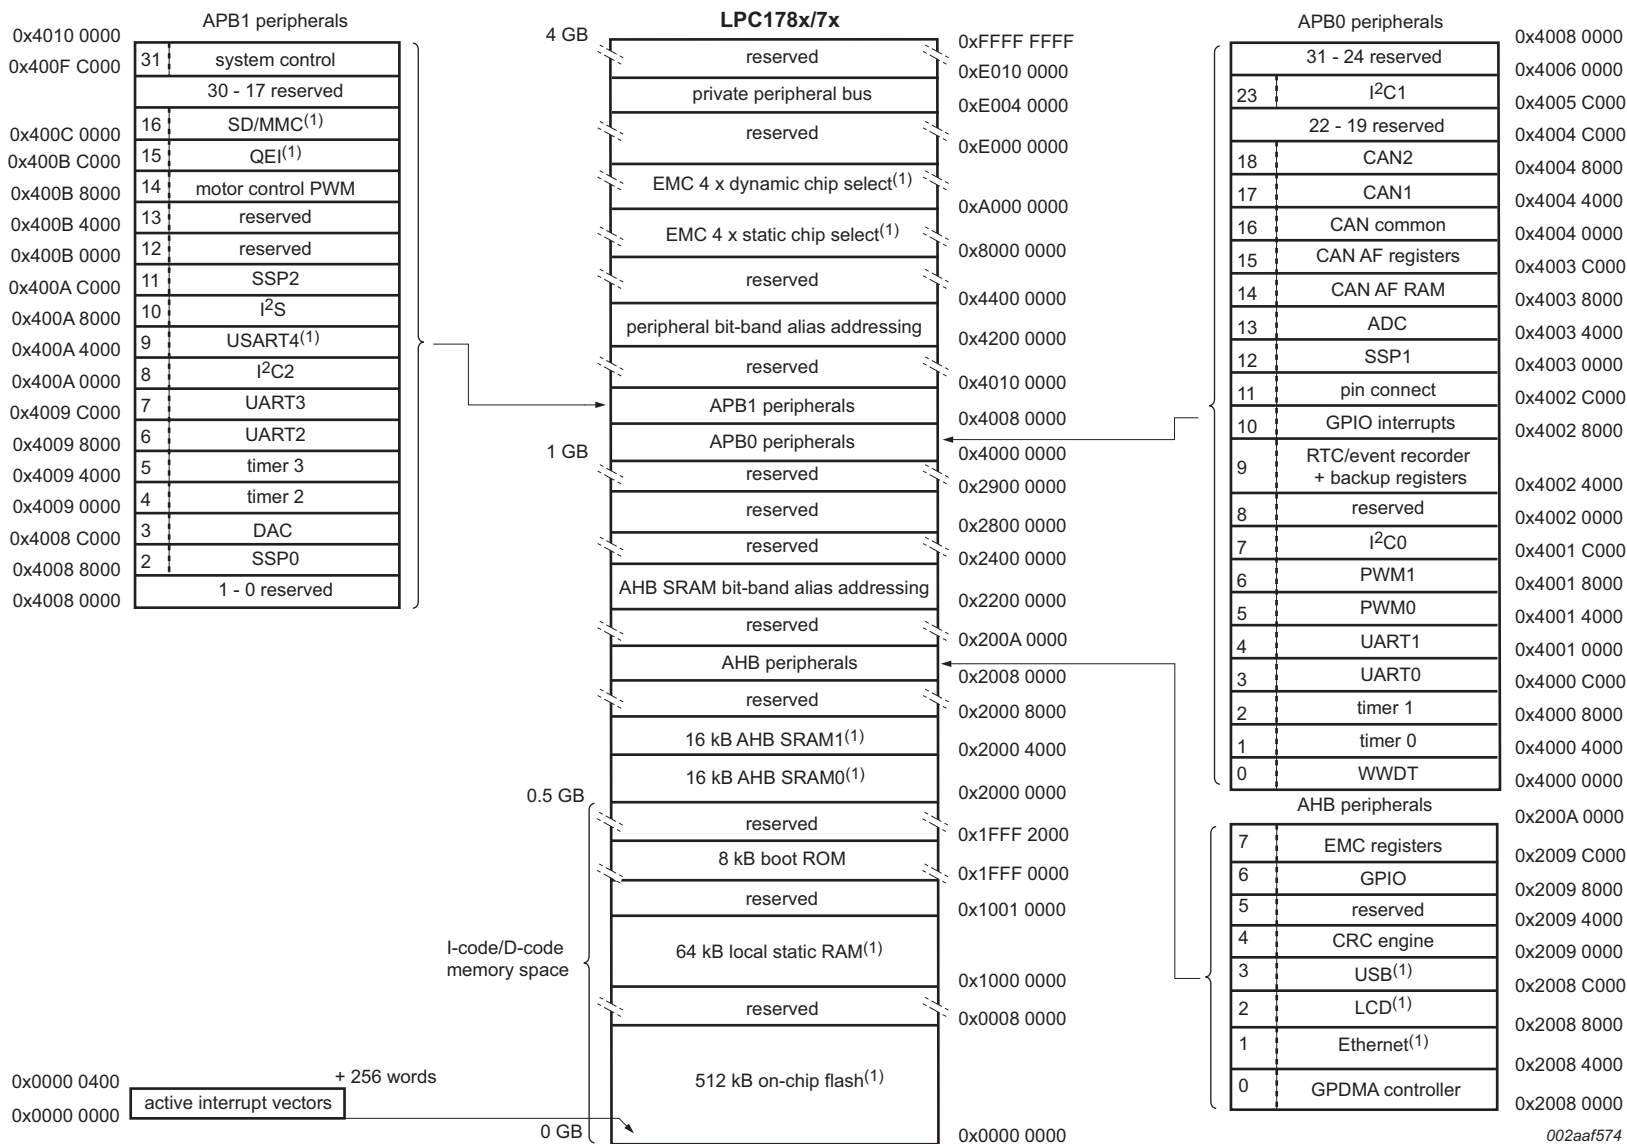 LPC178x/7x
APB1 peripherals
0x4010 0000
31 system control
0x400F C000
30 - 17 reserved
16 SD/MMC(1)
0x400C 0000
15 QEI(1)
0x400B C000
14 motor control PWM
0x400B 8000
13 reserved
0x400B 4000
12 reserved
0x400B 0000
11 SSP2
0x400A C000
10 I2S
0x400A 8000
9 USART4(1)
0x400A 4000
8 I2C2
0x400A 0000
7 UART3
0x4009 C000
6 UART2
0x4009 8000
5 timer 3
0x4009 4000
4 timer 2
0x4009 0000
3 DAC
0x4008 C000
2 SSP0
0x4008 8000
1 - 0 reserved
0x4008 0000
4 GB
0xFFFF FFFF
reserved
0xE010 0000
private peripheral bus
0xE004 0000
reserved
0xE000 0000
EMC 4 x dynamic chip select(1)
0xA000 0000
EMC 4 x static chip select(1)
0x8000 0000
reserved
0x4400 0000
peripheral bit-band alias addressing
0x4200 0000
reserved
0x4010 0000
APB1 peripherals
0x4008 0000
APB0 peripherals
1 GB
0x4000 0000
reserved
0x2900 0000
reserved
0x2800 0000
reserved
0x2400 0000
AHB SRAM bit-band alias addressing
0x2200 0000
reserved
0x200A 0000
AHB peripherals
0x2008 0000
reserved
0x2000 8000
16 kB AHB SRAM1(1)
0x2000 4000
16 kB AHB SRAM0(1)
0x2000 0000
0.5 GB
reserved
0x1FFF 2000
8 kB boot ROM
0x1FFF 0000
reserved
0x1001 0000
I-code/D-code
memory space
64 kB local static RAM(1)
0x1000 0000
reserved
0x0008 0000
512 kB on-chip flash(1)
0 GB
0x0000 0000
+ 256 words
0x0000 0400
active interrupt vectors
0x0000 0000
APB0 peripherals
0x4008 0000
31 - 24 reserved
0x4006 0000
23 I2C1
0x4005 C000
22 - 19 reserved
0x4004 C000
18 CAN2
0x4004 8000
17 CAN1
0x4004 4000
16 CAN common
0x4004 0000
15 CAN AF registers
0x4003 C000
14 CAN AF RAM
0x4003 8000
13 ADC
0x4003 4000
12 SSP1
0x4003 0000
11 pin connect
0x4002 C000
10 GPIO interrupts
0x4002 8000
9 RTC/event recorder
+ backup registers
0x4002 4000
8 reserved
0x4002 0000
7 I2C0
0x4001 C000
6 PWM1
0x4001 8000
5 PWM0
0x4001 4000
4 UART1
0x4001 0000
3 UART0
0x4000 C000
2 timer 1
0x4000 8000
1 timer 0
0x4000 4000
0 WWDT
0x4000 0000
AHB peripherals
0x200A 0000
7 EMC registers
0x2009 C000
6 GPIO
0x2009 8000
5 reserved
0x2009 4000
4 CRC engine
0x2009 0000
3 USB(1)
0x2008 C000
2 LCD(1)
0x2008 8000
1 Ethernet(1)
0x2008 4000
0 GPDMA controller
0x2008 0000
002aaf574